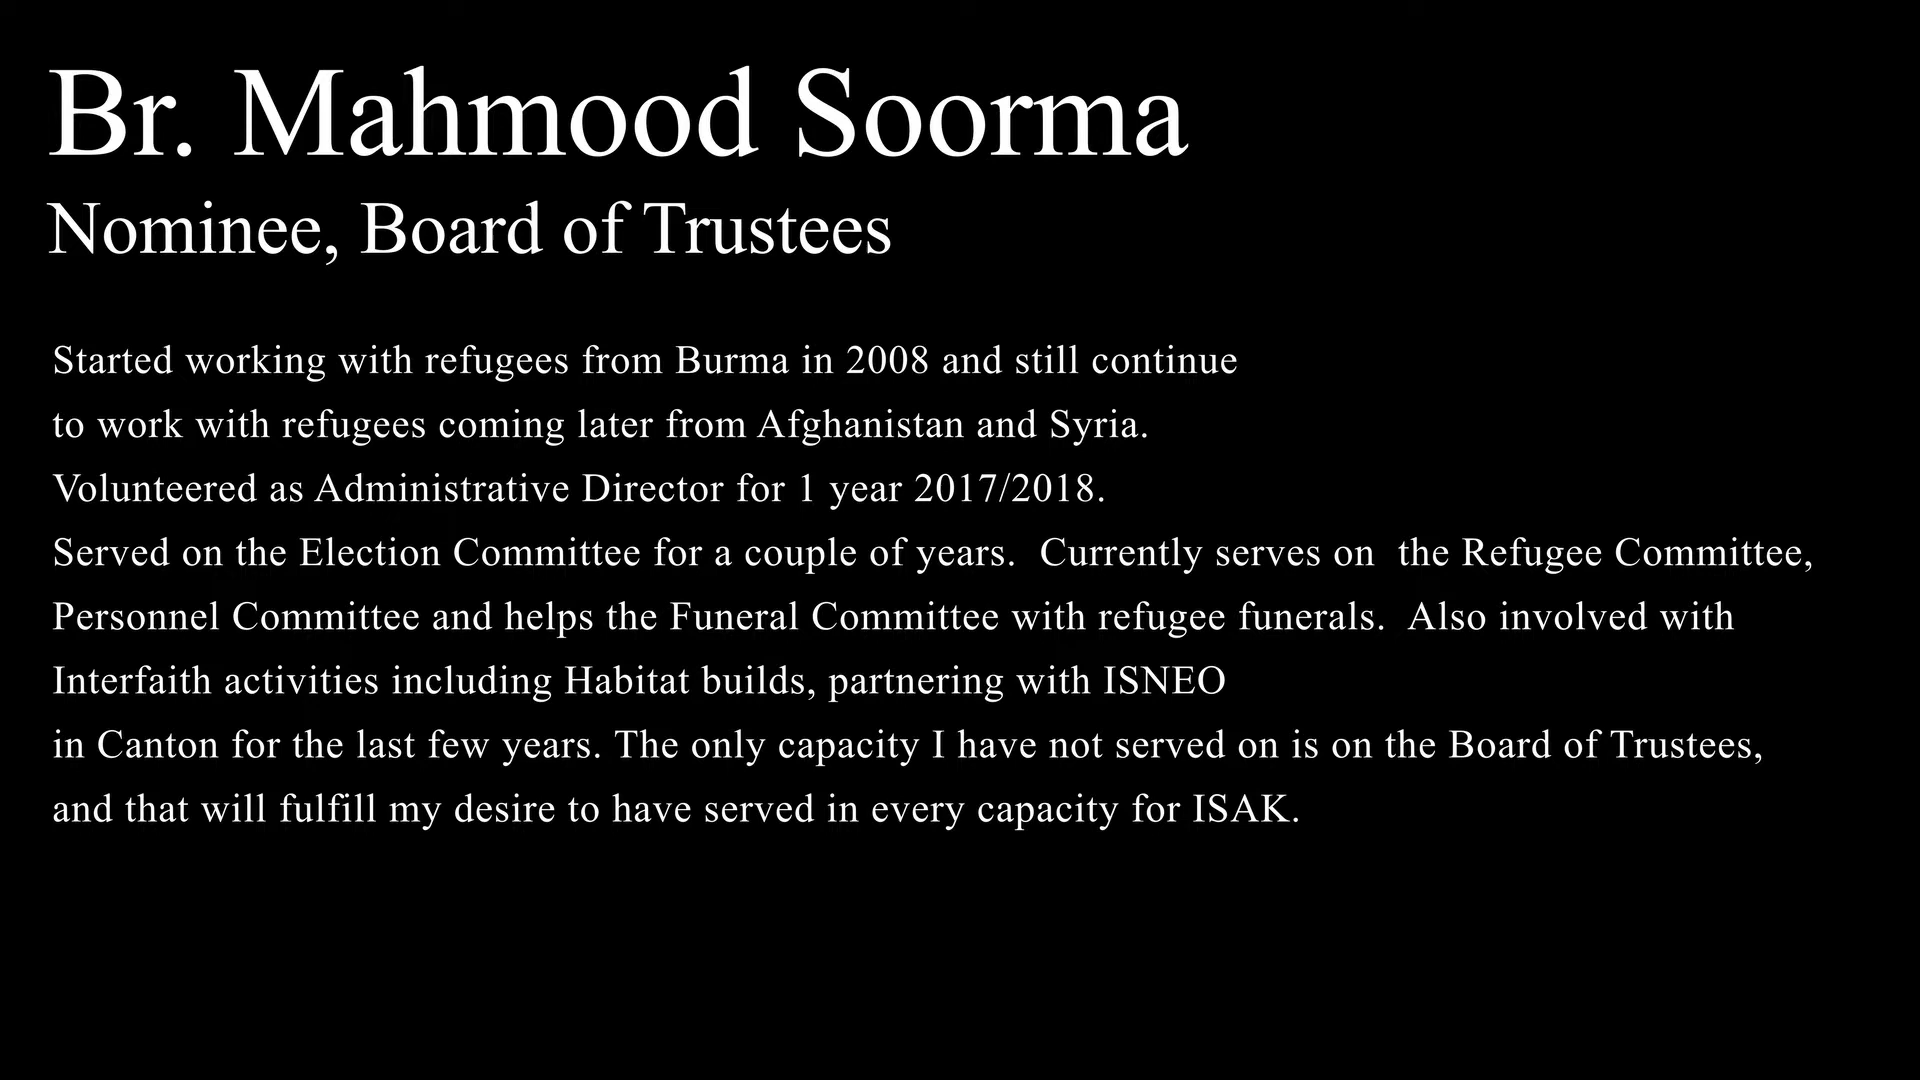 Br. Mahmood Soorma
Nominee, Board of Trustees
Started working with refugees from Burma in 2008 and still continue
to work with refugees coming later from Afghanistan and Syria.
Volunteered as Administrative Director for 1 year 2017/2018.
Served on the Election Committee for a couple of years.  Currently serves on  the Refugee Committee,
Personnel Committee and helps the Funeral Committee with refugee funerals.  Also involved with
Interfaith activities including Habitat builds, partnering with ISNEO
in Canton for the last few years. The only capacity I have not served on is on the Board of Trustees,
and that will fulfill my desire to have served in every capacity for ISAK.